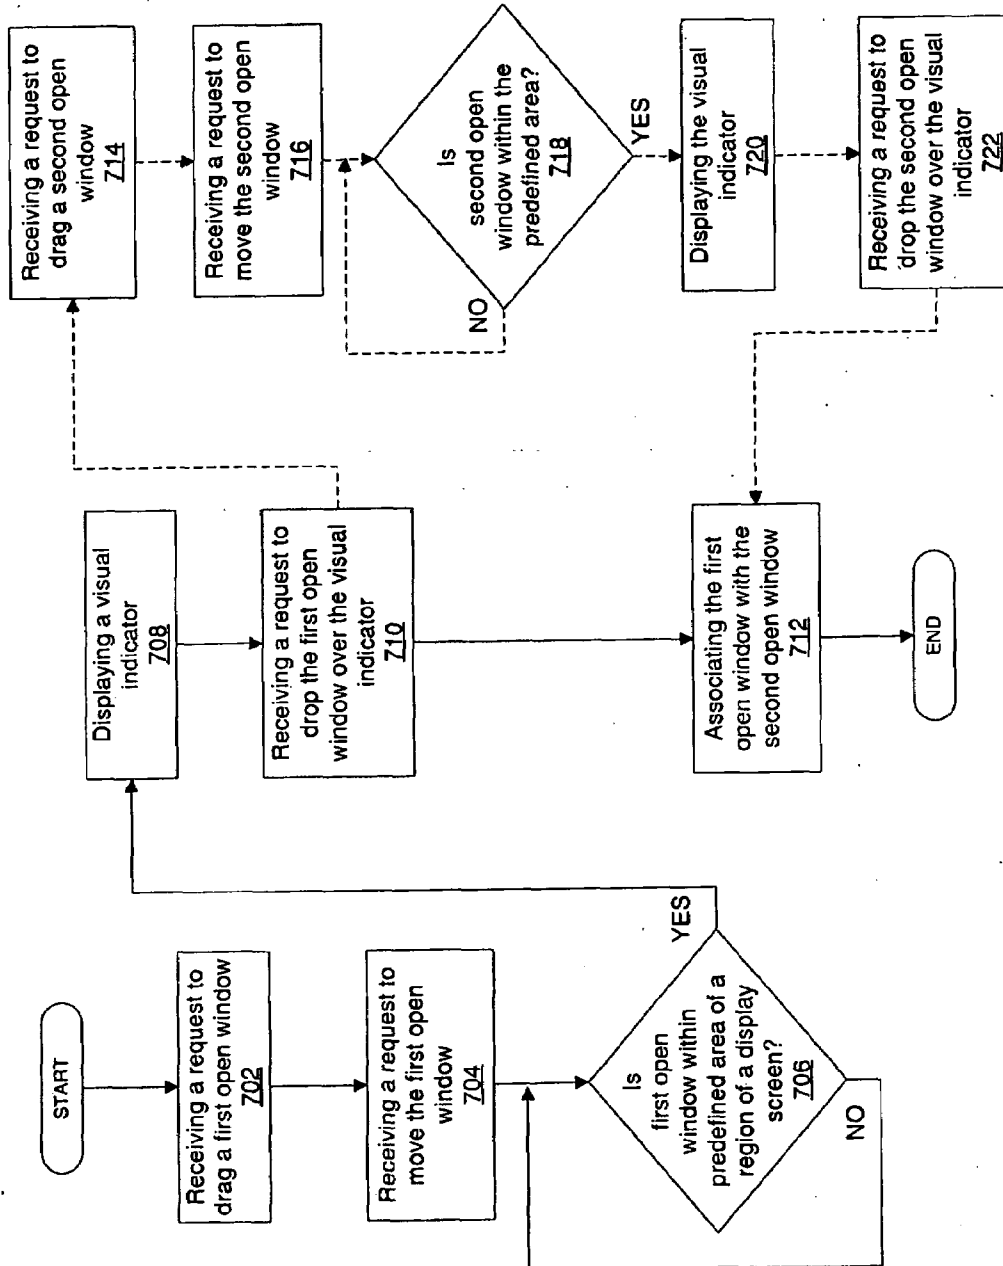 START
Receiving a request to
drag a first open window
702
Receiving a request to
move the first open
window
704
Is
first open
window within
predefined area of a
region of a display
screen?
706
NO
YES
Displaying a visual
indicator
708
Receiving a request to
drop the first open
window over the visual
indicator
710
Associating the first
open window with the
second open window
712
END
Receiving a request to
drag a second open
window
714
Receiving a request to
move the second open
window
716
Is
second open
window within the
predefined area?
718
NO
YES
Displaying the visual
indicator
720
Receiving a request to
drop the second open
window over the visual
indicator
722